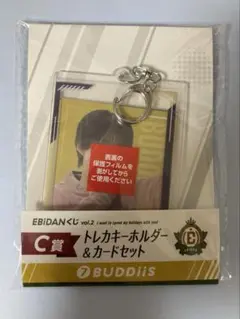 BUDDiiS
表裏の
保護フィルムを
剥がしてから
ご使用ください
EBiDANくじ vol.2
C賞
トレカキーホルダー
&カードセット
E
⑦BUDDiiS